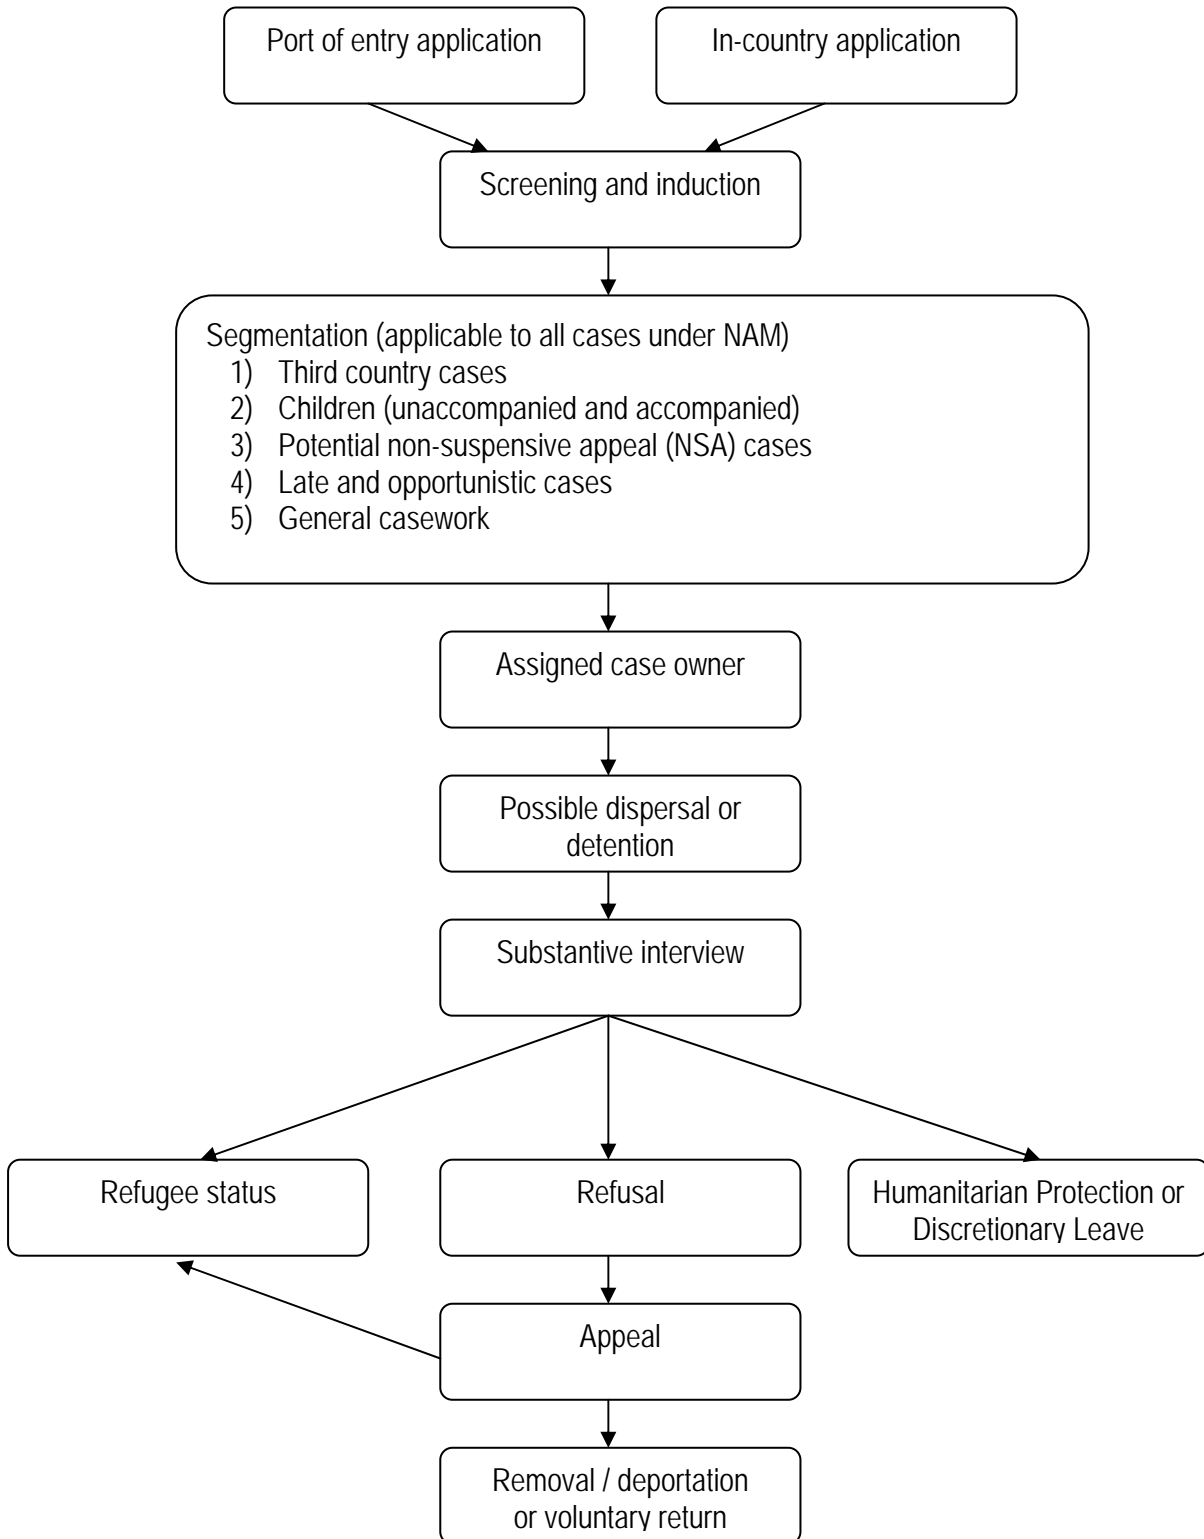 Port of entry application
In-country application
Screening and induction
Segmentation (applicable to all cases under NAM)
1) Third country cases
2) Children (unaccompanied and accompanied)
3) Potential non-suspensive appeal (NSA) cases
4) Late and opportunistic cases
5) General casework
Assigned case owner
Possible dispersal or
detention
Substantive interview
Refugee status
Refusal
Humanitarian Protection or
Discretionary Leave
Appeal
Removal / deportation
or voluntary return